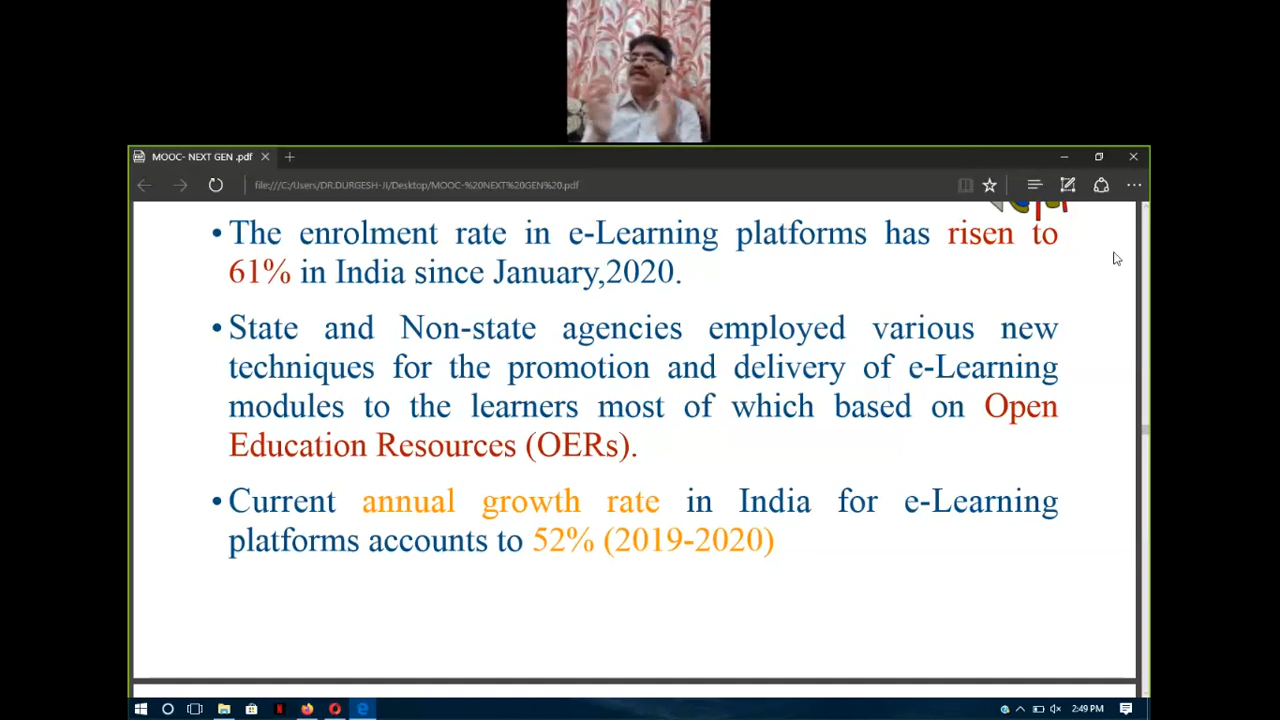 MOOC- NEXT GEN .pdf
file:///C:/Users/DR.DURGESH-JI/Desktop/MOOC-%20NEXT%20GEN%20.pdf
• The enrolment rate in e-Learning platforms has risen to
61% in India since January,2020.
• State and Non-state agencies employed various new
techniques for the promotion and delivery of e-Learning
modules to the learners most of which based on Open
Education Resources (OERs).
• Current annual growth rate in India for e-Learning
platforms accounts to 52% (2019-2020)
2:49 PM